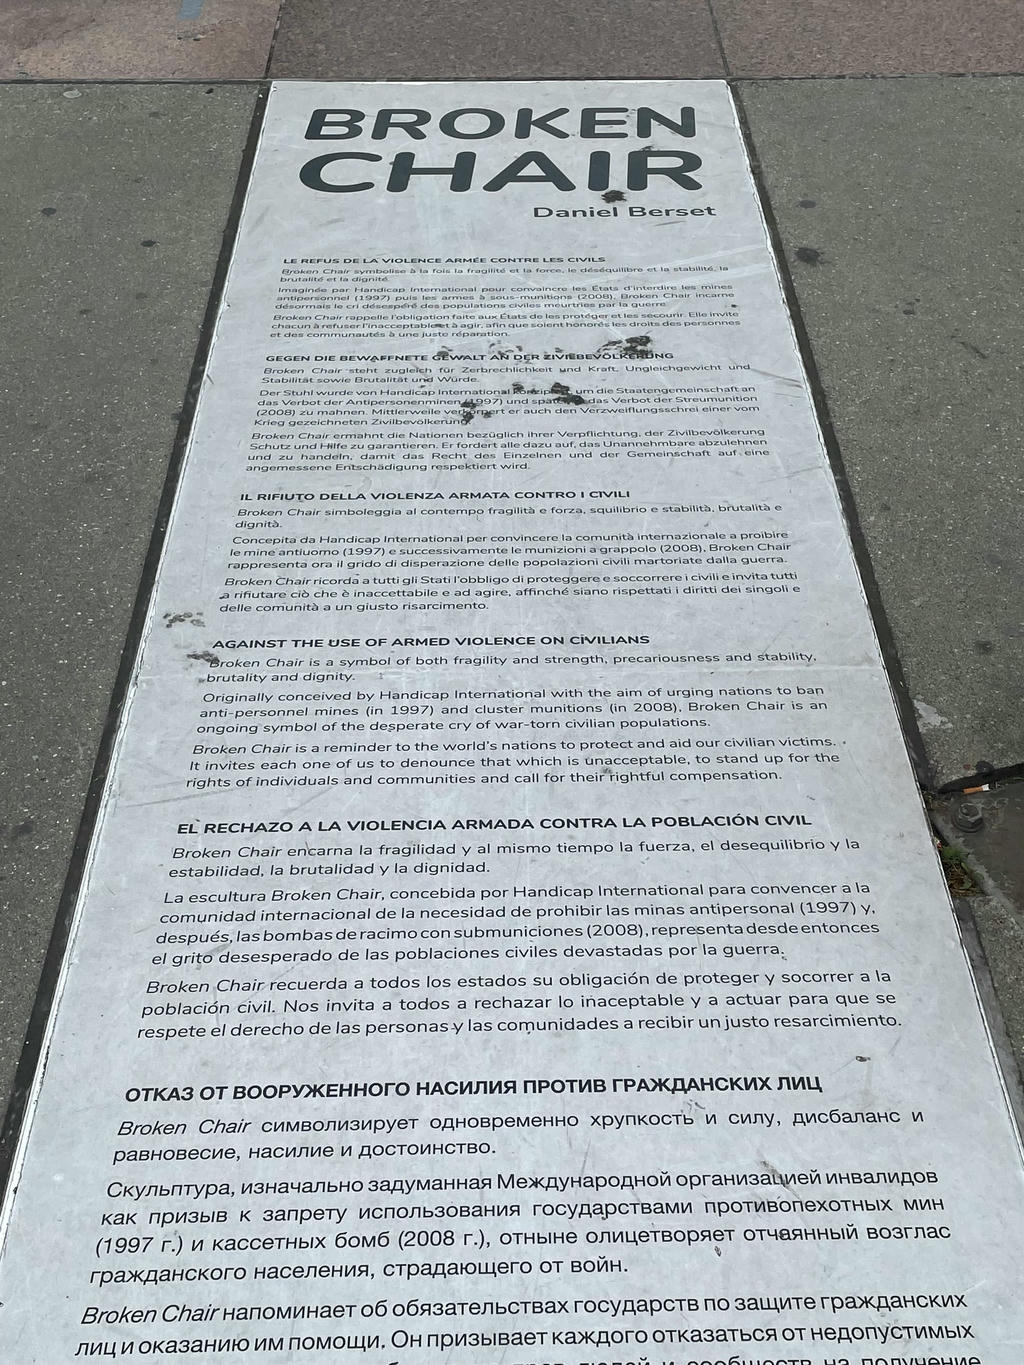 BROKEN
CHAIR
Daniel Berset
LE REFUS DE LA VIOLENCE ARMÉE CONTRE LES CIVILS
Broken Chair symbolise à la fois la fragilité et la force, le déséquilibre et la stabilité, la
brutalité et la dignité.
Imaginée par Handicap International pour convaincre les États d'interdire les mines
antipersonnel (1997) puis les armes à sous-munitions (2008), Broken Chair incarne
désormais le cri désespéré des populations civiles meurtries par la guerre.
Broken Chair rappelle l'obligation faite aux États de les protéger et les secourir. Elle invite
chacun à refuser l'inacceptable et à agir, afin que soient honorés les droits des personnes
et des communautés à une juste réparation.
GEGEN DIE BEWAFFNETE GEWALT AN DER ZIVILBEVÖLKERUNG
Broken Chair steht zugleich für Zerbrechlichkeit und Kraft, Ungleichgewicht und
Stabilität sowie Brutalität und Würde.
Der Stuhl wurde von Handicap International konzipiert, um die Staatengemeinschaft an
das Verbot der Antipersonenminen (1997) und später an das Verbot der Streumunition
(2008) zu mahnen. Mittlerweile verkörpert er auch den Verzweiflungsschrei einer vom
Krieg gezeichneten Zivilbevölkerung.
Broken Chair ermahnt die Nationen bezüglich ihrer Verpflichtung, der Zivilbevölkerung
Schutz und Hilfe zu garantieren. Er fordert alle dazu auf, das Unannehmbare abzulehnen
und zu handeln, damit das Recht des Einzelnen und der Gemeinschaft auf eine
angemessene Entschädigung respektiert wird.
IL RIFIUTO DELLA VIOLENZA ARMATA CONTRO I CIVILI
Broken Chair simboleggia al contempo fragilità e forza, squilibrio e stabilità, brutalità e
dignità.
Concepita da Handicap International per convincere la comunità internazionale a proibire
le mine antiuomo (1997) e successivamente le munizioni a grappolo (2008), Broken Chair
rappresenta ora il grido di disperazione delle popolazioni civili martoriate dalla guerra.
Broken Chair ricorda a tutti gli Stati l'obbligo di proteggere e soccorrere i civili e invita tutti
a rifiutare ciò che è inaccettabile e ad agire, affinché siano rispettati i diritti dei singoli e
delle comunità a un giusto risarcimento.
AGAINST THE USE OF ARMED VIOLENCE ON CIVILIANS
Broken Chair is a symbol of both fragility and strength, precariousness and stability,
brutality and dignity.
Originally conceived by Handicap International with the aim of urging nations to ban
anti-personnel mines (in 1997) and cluster munitions (in 2008), Broken Chair is an
ongoing symbol of the desperate cry of war-torn civilian populations.
Broken Chair is a reminder to the world's nations to protect and aid our civilian victims.
It invites each one of us to denounce that which is unacceptable, to stand up for the
rights of individuals and communities and call for their rightful compensation.
EL RECHAZO A LA VIOLENCIA ARMADA CONTRA LA POBLACIÓN CIVIL
Broken Chair encarna la fragilidad y al mismo tiempo la fuerza, el desequilibrio y la
estabilidad, la brutalidad y la dignidad.
La escultura Broken Chair, concebida por Handicap International para convencer a la
comunidad internacional de la necesidad de prohibir las minas antipersonal (1997) y,
después, las bombas de racimo con submuniciones (2008), representa desde entonces
el grito desesperado de las poblaciones civiles devastadas por la guerra.
Broken Chair recuerda a todos los estados su obligación de proteger y socorrer a la
población civil. Nos invita a todos a rechazar lo inaceptable y a actuar para que se
respete el derecho de las personas y las comunidades a recibir un justo resarcimiento.
ОТКАЗ ОТ ВООРУЖЕННОГО НАСИЛИЯ ПРОТИВ ГРАЖДАНСКИХ ЛИЦ
Broken Chair символизирует одновременно хрупкость и силу, дисбаланс и
равновесие, насилие и достоинство.
Скульптура, изначально задуманная Международной организацией инвалидов
как призыв к запрету использования государствами противопехотных мин
(1997 г.) и кассетных бомб (2008 г.), отныне олицетворяет отчаянный возглас
гражданского населения, страдающего от войн.
Broken Chair напоминает об обязательствах государств по защите гражданских
лиц и оказанию им помощи. Он призывает каждого отказаться от недопустимых
людей и сообществ на получение